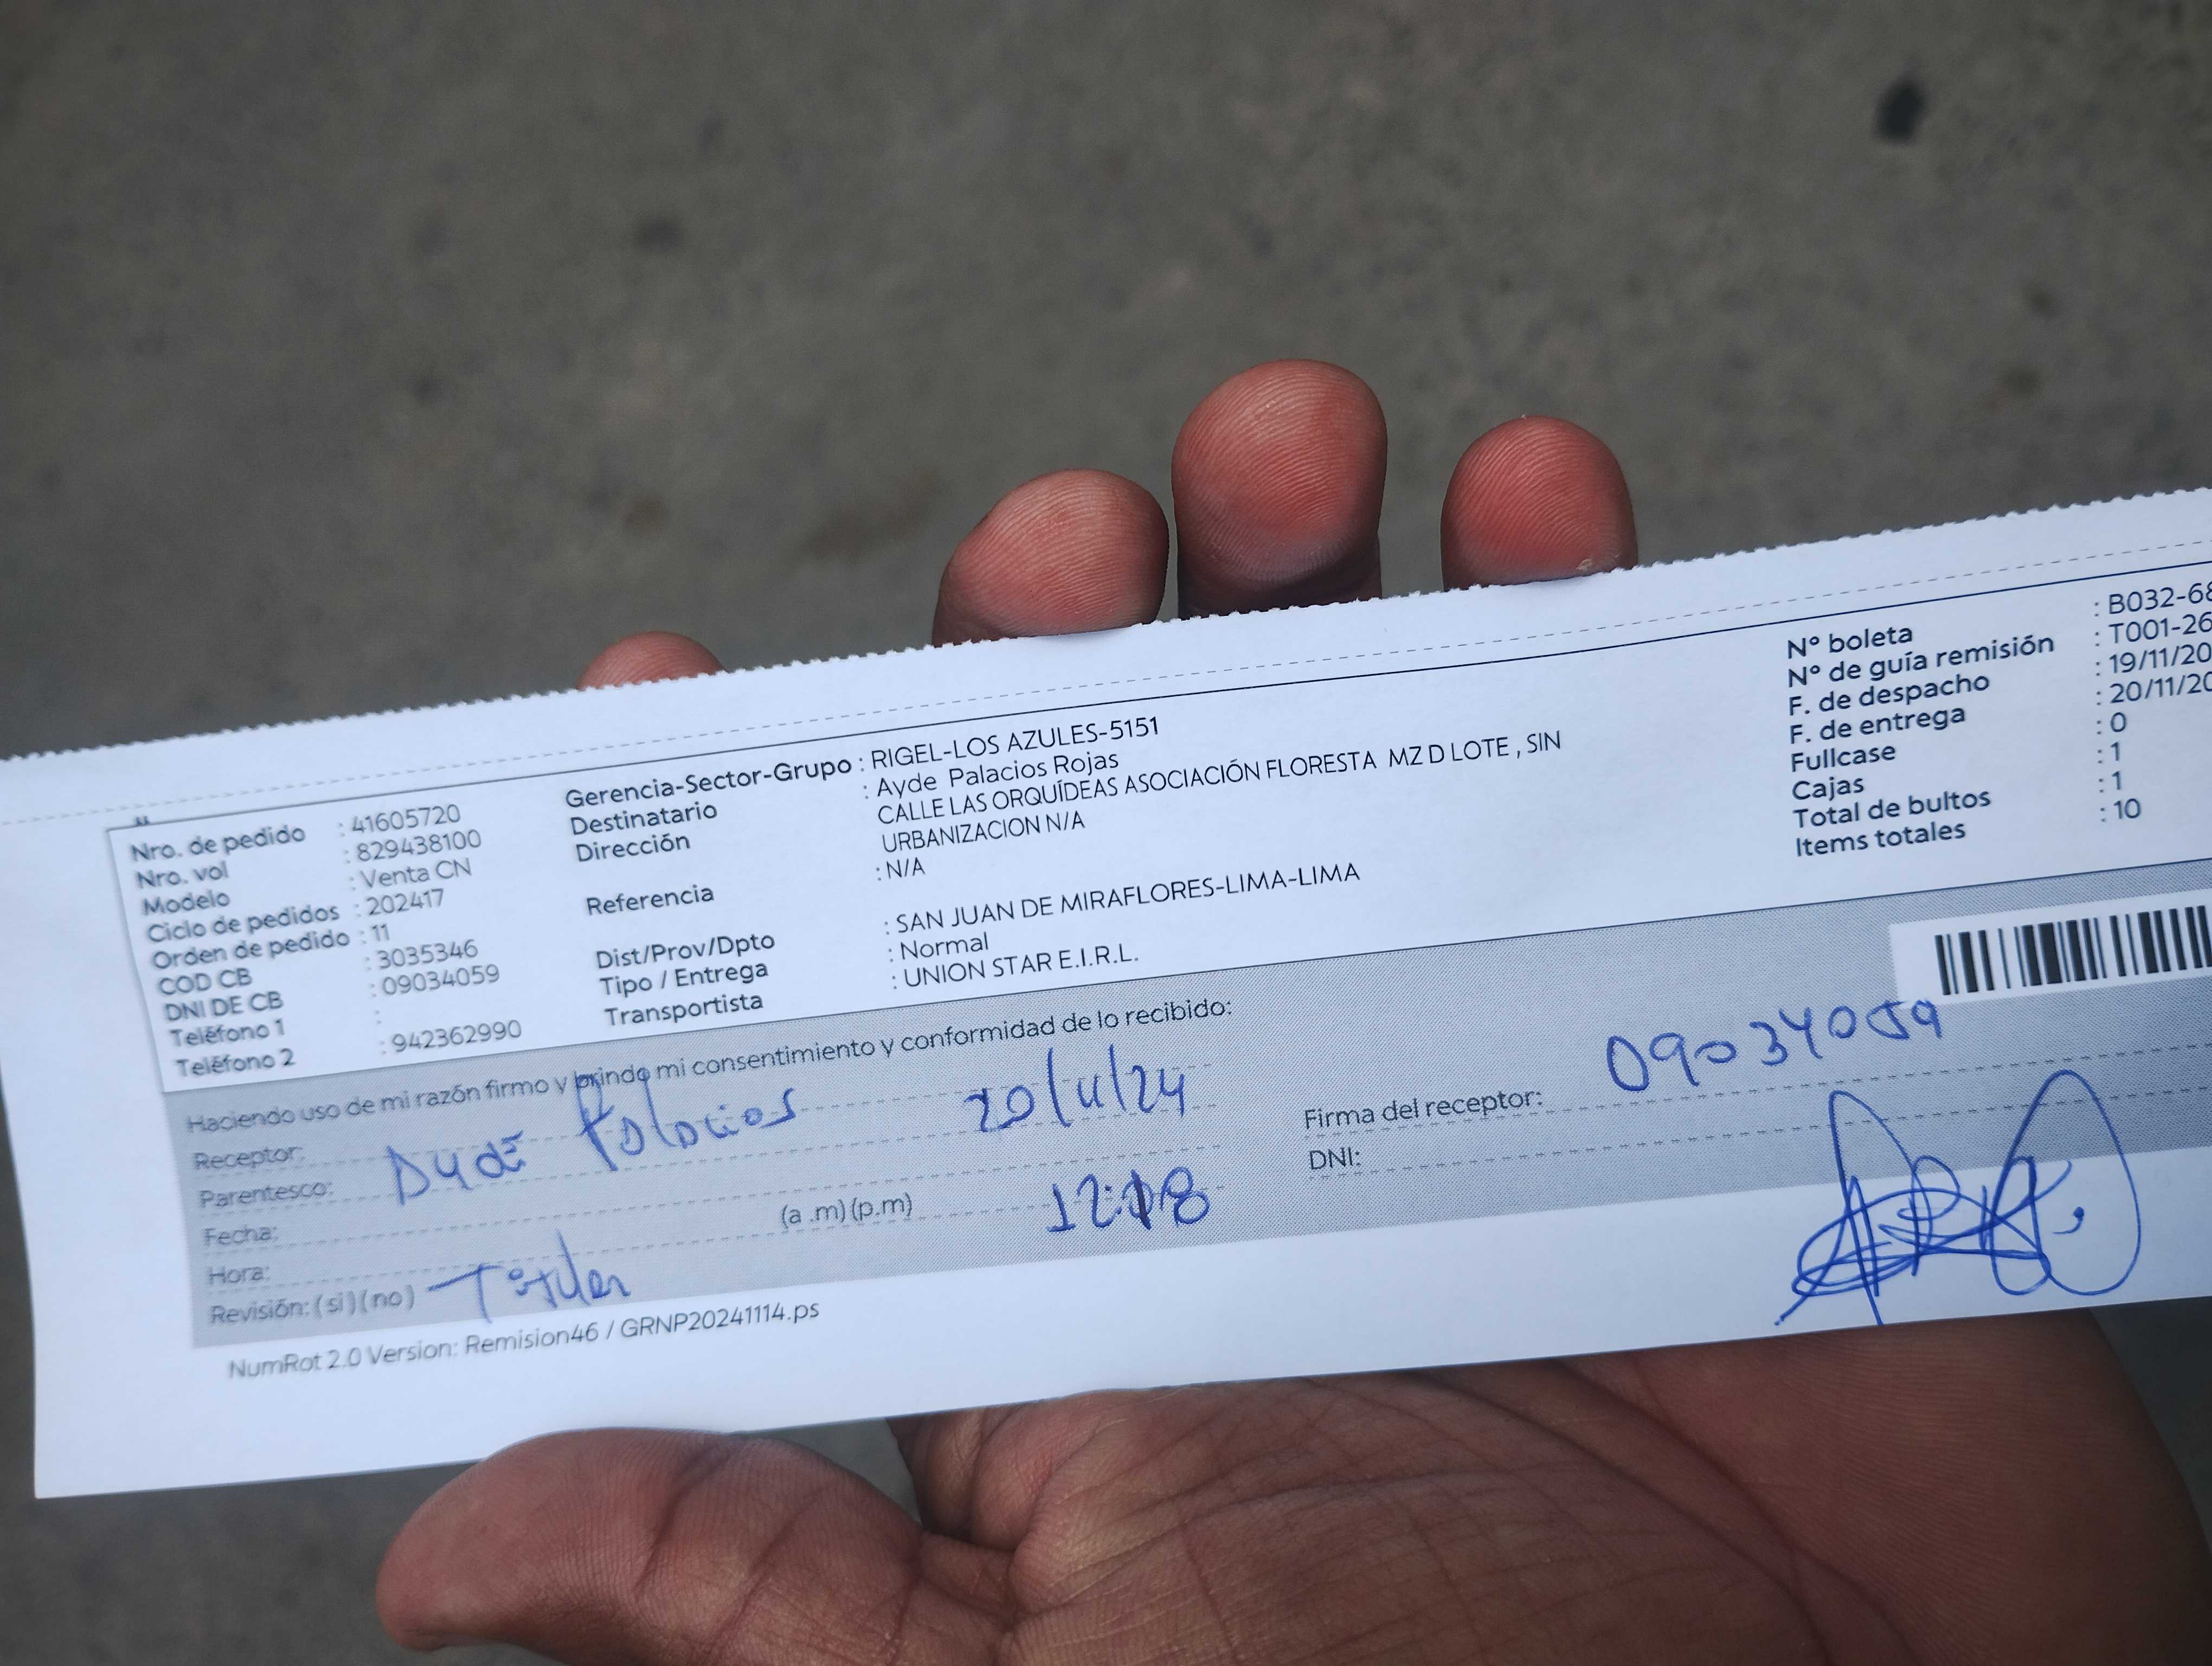 Nro. de pedido : 41605720
Nro. vol : 829438100
Modelo : Venta CN
Ciclo de pedidos : 202417
Orden de pedido : 11
COD CB : 3035346
DNI DE CB : 09034059
Teléfono 1 :
Teléfono 2 : 942362990
Gerencia-Sector-Grupo : RIGEL-LOS AZULES-5151
Destinatario : Ayde Palacios Rojas
Dirección CALLE LAS ORQUÍDEAS ASOCIACIÓN FLORESTA MZ D LOTE , SIN
URBANIZACION N/A
Referencia : N/A
Dist/Prov/Dpto : SAN JUAN DE MIRAFLORES-LIMA-LIMA
Tipo / Entrega : Normal
Transportista : UNION STAR E.I.R.L.
N° boleta : B032-68
N° de guía remisión : T001-26
F. de despacho : 19/11/20
F. de entrega : 20/11/20
Fullcase : 0
Cajas : 1
Total de bultos : 1
Items totales : 10
Haciendo uso de mi razón firmo y brindo mi consentimiento y conformidad de lo recibido:
Receptor: Palacios
Parentesco: 20/11/24
Fecha:
Hora: (a .m) (p.m) 12:18
Revisión: ( si ) ( no ) Titular
Firma del receptor: 09034059
DNI:
NumRot 2.0 Version: Remision46 / GRNP20241114.ps